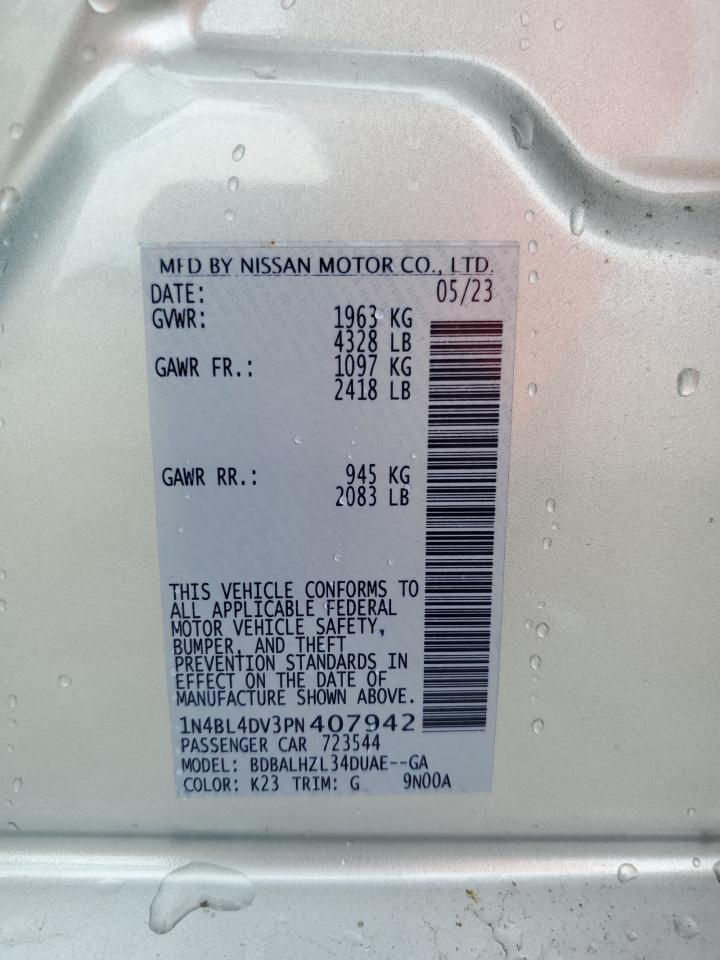 MFD BY NISSAN MOTOR CO., LTD.
DATE: 05/23
GVWR: 1963 KG
4328 LB
GAWR FR.: 1097 KG
2418 LB
GAWR RR.: 945 KG
2083 LB
THIS VEHICLE CONFORMS TO
ALL APPLICABLE FEDERAL
MOTOR VEHICLE SAFETY,
BUMPER, AND THEFT
PREVENTION STANDARDS IN
EFFECT ON THE DATE OF
MANUFACTURE SHOWN ABOVE.
1N4BL4DV3PN407942
PASSENGER CAR 723544
MODEL: BDBALHZL34DUAE--GA
COLOR: K23 TRIM: G 9N00A